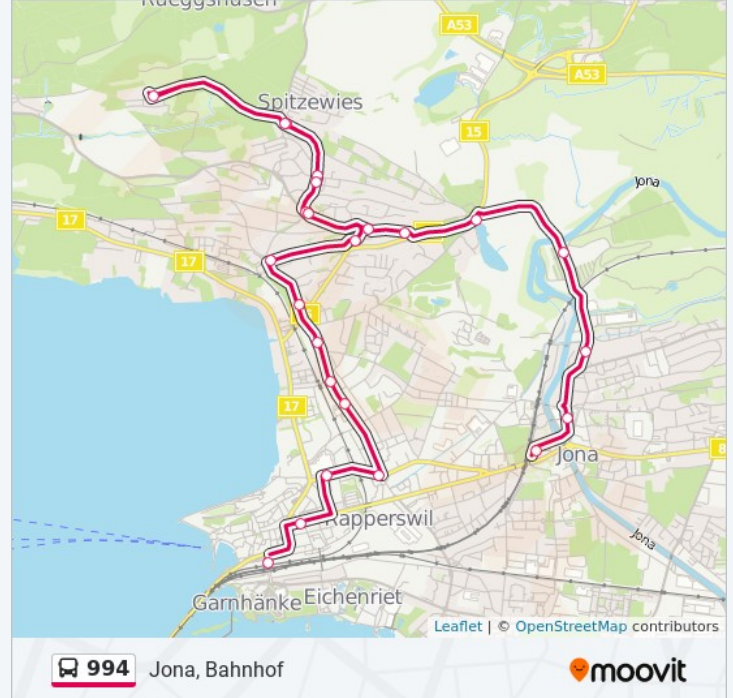 Rüeggshusen
A53
A53
Spitzewies
15
Jona
17
17
17
8
Jona
Rapperswil
Jona
Garnhänke
Eichenriet
Leaflet | © OpenStreetMap contributors
994 Jona, Bahnhof
moovit